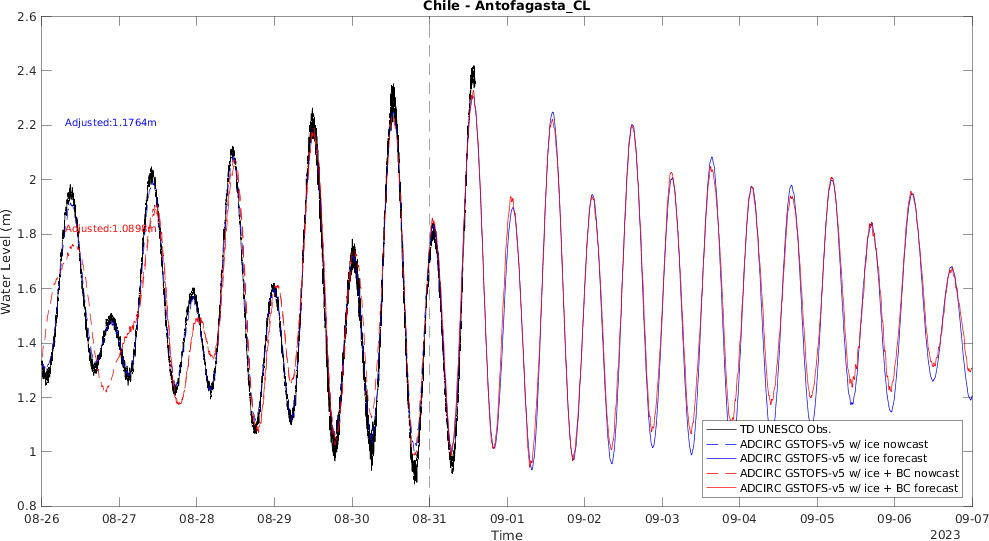 Chile - Antofagasta_CL
2.6
2.4
2.2
2
1.8
1.6
1.4
1.2
1
0.8
Water Level (m)
Adjusted:1.1764m
TD UNESCO Obs.
ADCIRC GSTOFS-v5 w/ ice nowcast
ADCIRC GSTOFS-v5 w/ ice forecast
ADCIRC GSTOFS-v5 w/ ice + BC nowcast
ADCIRC GSTOFS-v5 w/ ice + BC forecast
08-26 08-27 08-28 08-29 08-30 08-31 09-01 09-02 09-03 09-04 09-05 09-06 09-07
Time
2023